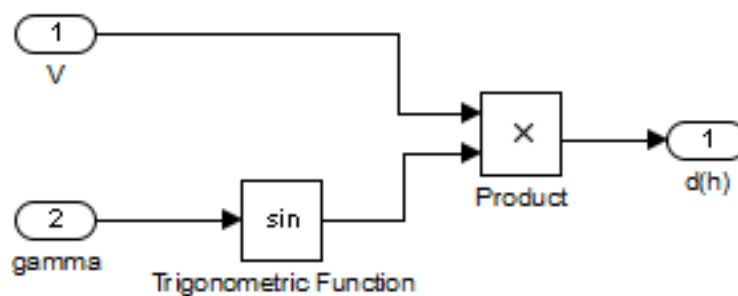 1
V
×
Product
1
d(h)
2
gamma
sin
Trigonometric Function